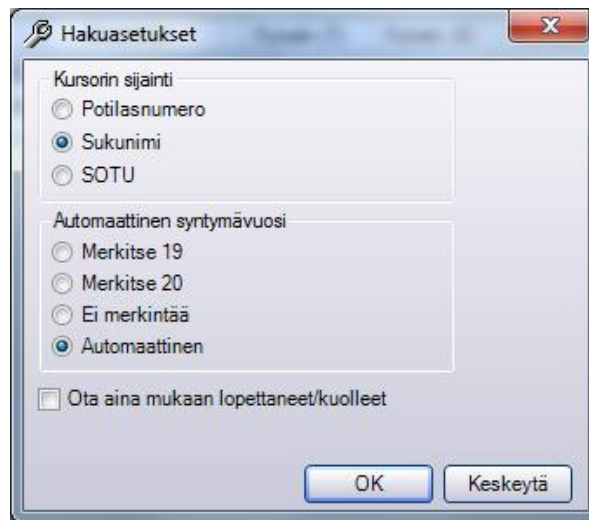 Hakuasetukset
Kursorin sijainti
Potilasnumero
Sukunimi
SOTU
Automaattinen syntymävuosi
Merkitse 19
Merkitse 20
Ei merkintää
Automaattinen
Ota aina mukaan lopettaneet/kuolleet
OK Keskeytä